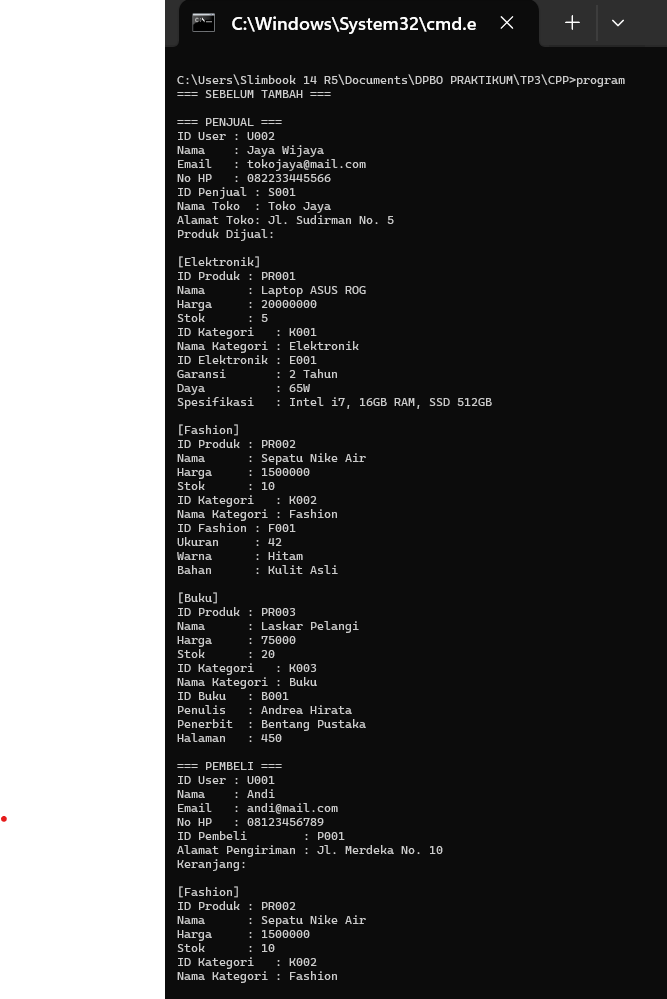 C:\Windows\System32\cmd.e
C:\Users\Slimbook 14 R5\Documents\DPBO PRAKTIKUM\TP3\CPP>program
=== SEBELUM TAMBAH ===
=== PENJUAL ===
ID User : U002
Nama    : Jaya Wijaya
Email   : tokojaya@mail.com
No HP   : 082233445566
ID Penjual : S001
Nama Toko  : Toko Jaya
Alamat Toko: Jl. Sudirman No. 5
Produk Dijual:
[Elektronik]
ID Produk : PR001
Nama      : Laptop ASUS ROG
Harga     : 20000000
Stok      : 5
ID Kategori   : K001
Nama Kategori : Elektronik
ID Elektronik : E001
Garansi       : 2 Tahun
Daya          : 65W
Spesifikasi   : Intel i7, 16GB RAM, SSD 512GB
[Fashion]
ID Produk : PR002
Nama      : Sepatu Nike Air
Harga     : 1500000
Stok      : 10
ID Kategori   : K002
Nama Kategori : Fashion
ID Fashion : F001
Ukuran     : 42
Warna      : Hitam
Bahan      : Kulit Asli
[Buku]
ID Produk : PR003
Nama      : Laskar Pelangi
Harga     : 75000
Stok      : 20
ID Kategori   : K003
Nama Kategori : Buku
ID Buku   : B001
Penulis   : Andrea Hirata
Penerbit  : Bentang Pustaka
Halaman   : 450
=== PEMBELI ===
ID User : U001
Nama    : Andi
Email   : andi@mail.com
No HP   : 08123456789
ID Pembeli        : P001
Alamat Pengiriman : Jl. Merdeka No. 10
Keranjang:
[Fashion]
ID Produk : PR002
Nama      : Sepatu Nike Air
Harga     : 1500000
Stok      : 10
ID Kategori   : K002
Nama Kategori : Fashion